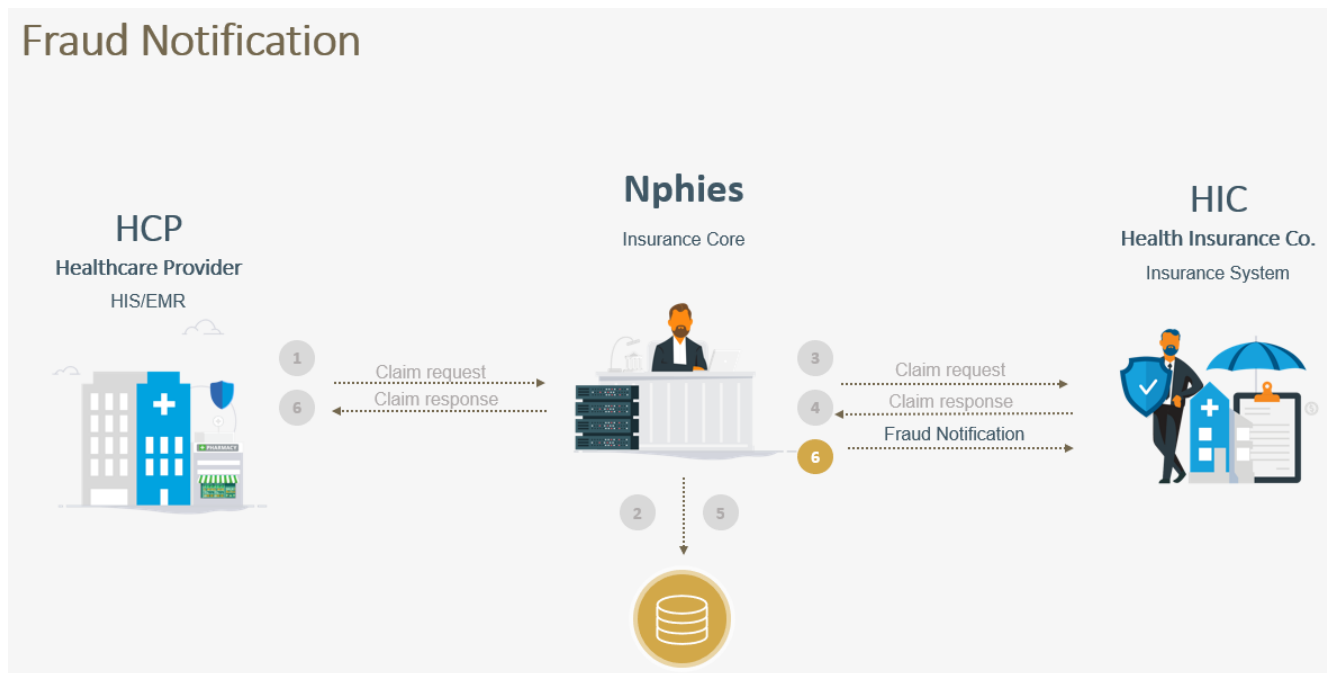 Fraud Notification
HCP
Healthcare Provider
HIS/EMR
Nphies
Insurance Core
HIC
Health Insurance Co.
Insurance System
1
Claim request
6
Claim response
3
Claim request
4
Claim response
6
Fraud Notification
2
5
PHARMACY